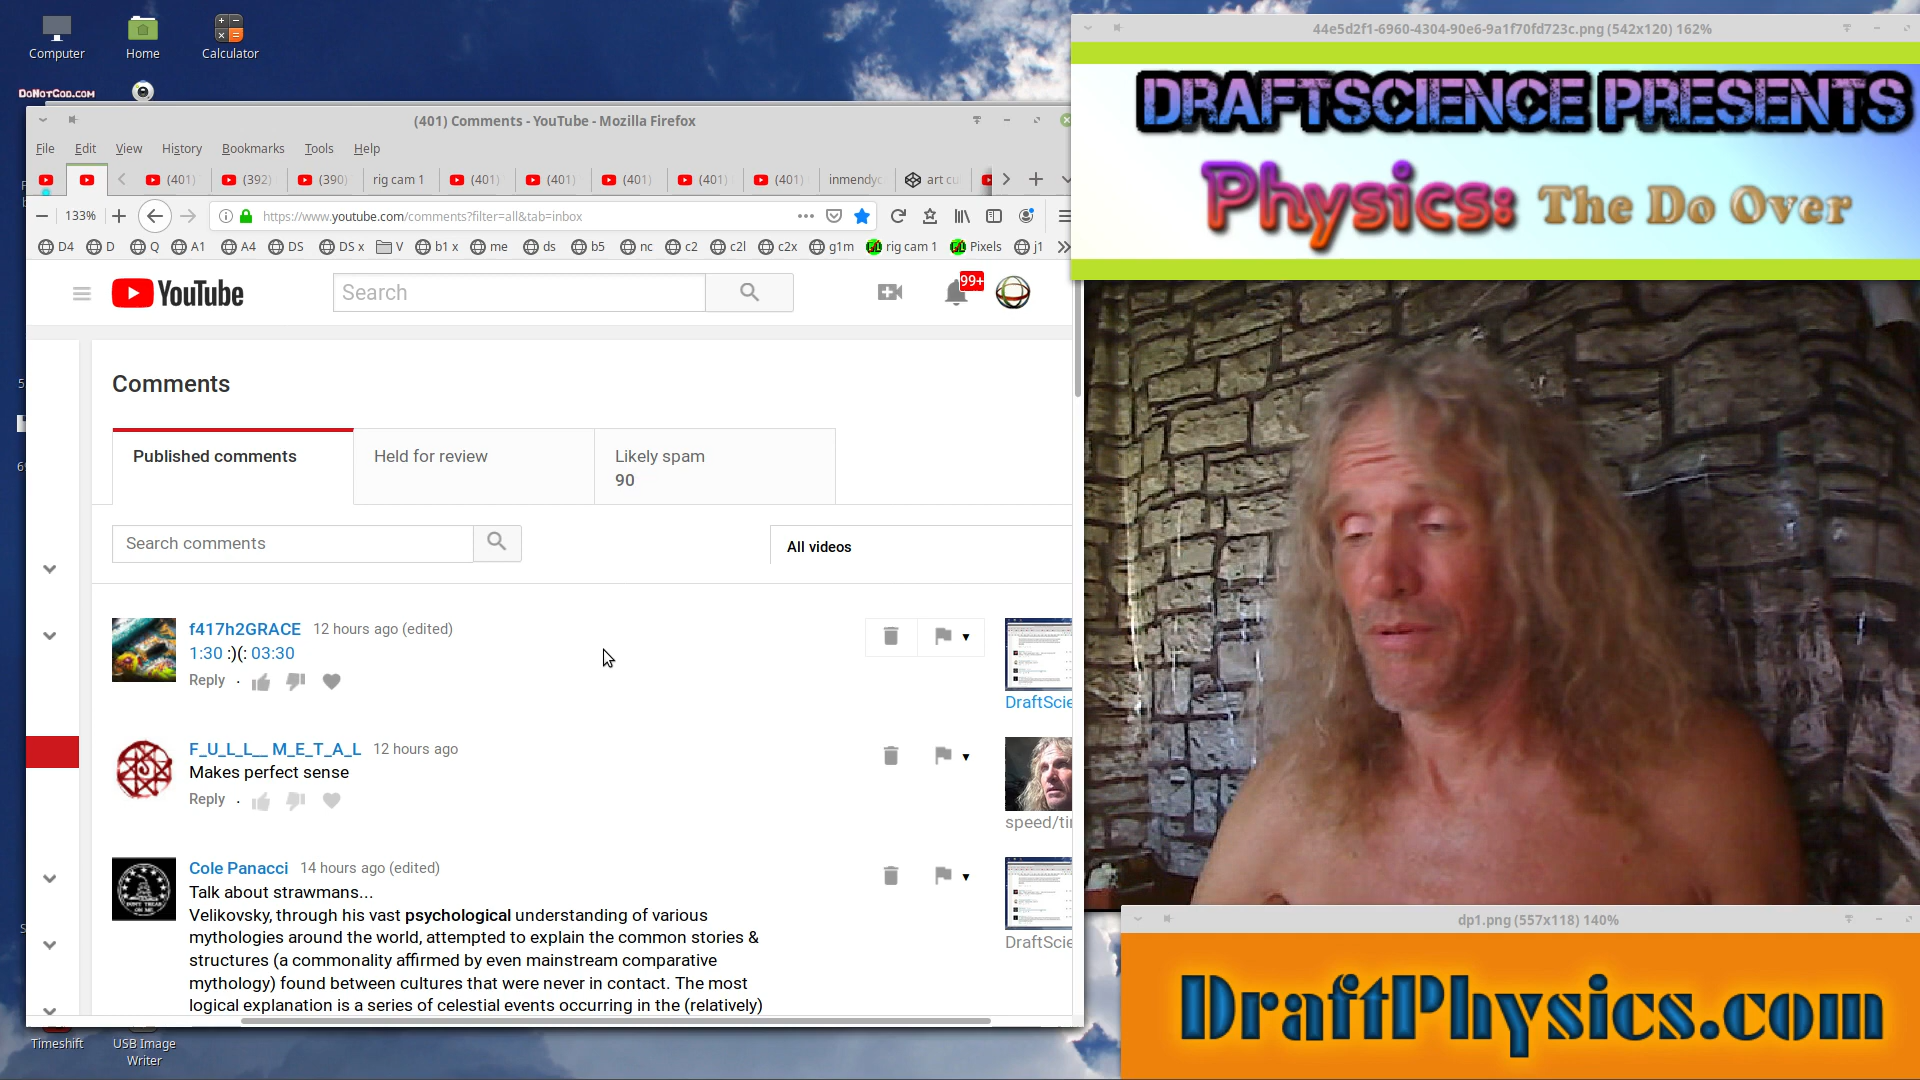 Computer
Home
Calculator
DoNotGod.com
(401) Comments - YouTube - Mozilla Firefox
File Edit View History Bookmarks Tools Help
(401) (392) (390) rig cam 1 (401) (401) (401) (401) (401) inmendyc art cu
133% https://www.youtube.com/comments?filter=all&tab=inbox
D4 D Q A1 A4 DS DS x V b1 x me ds b5 nc c2 c2l c2x g1m rig cam 1 Pixels j1
YouTube
Search
99+
Comments
Published comments
Held for review
Likely spam
90
Search comments
All videos
f417h2GRACE 12 hours ago (edited)
1:30 :)(: 03:30
Reply
DraftScie
F_U_L_L__ M_E_T_A_L 12 hours ago
Makes perfect sense
Reply
speed/ti
Cole Panacci 14 hours ago (edited)
Talk about strawmans...
Velikovsky, through his vast psychological understanding of various
mythologies around the world, attempted to explain the common stories &
structures (a commonality affirmed by even mainstream comparative
mythology) found between cultures that were never in contact. The most
logical explanation is a series of celestial events occurring in the (relatively)
DraftScie
Timeshift
USB Image
Writer
44e5d2f1-6960-4304-90e6-9a1f70fd723c.png (542x120) 162%
DRAFTSCIENCE PRESENTS
Physics: The Do Over
dp1.png (557x118) 140%
DraftPhysics.com